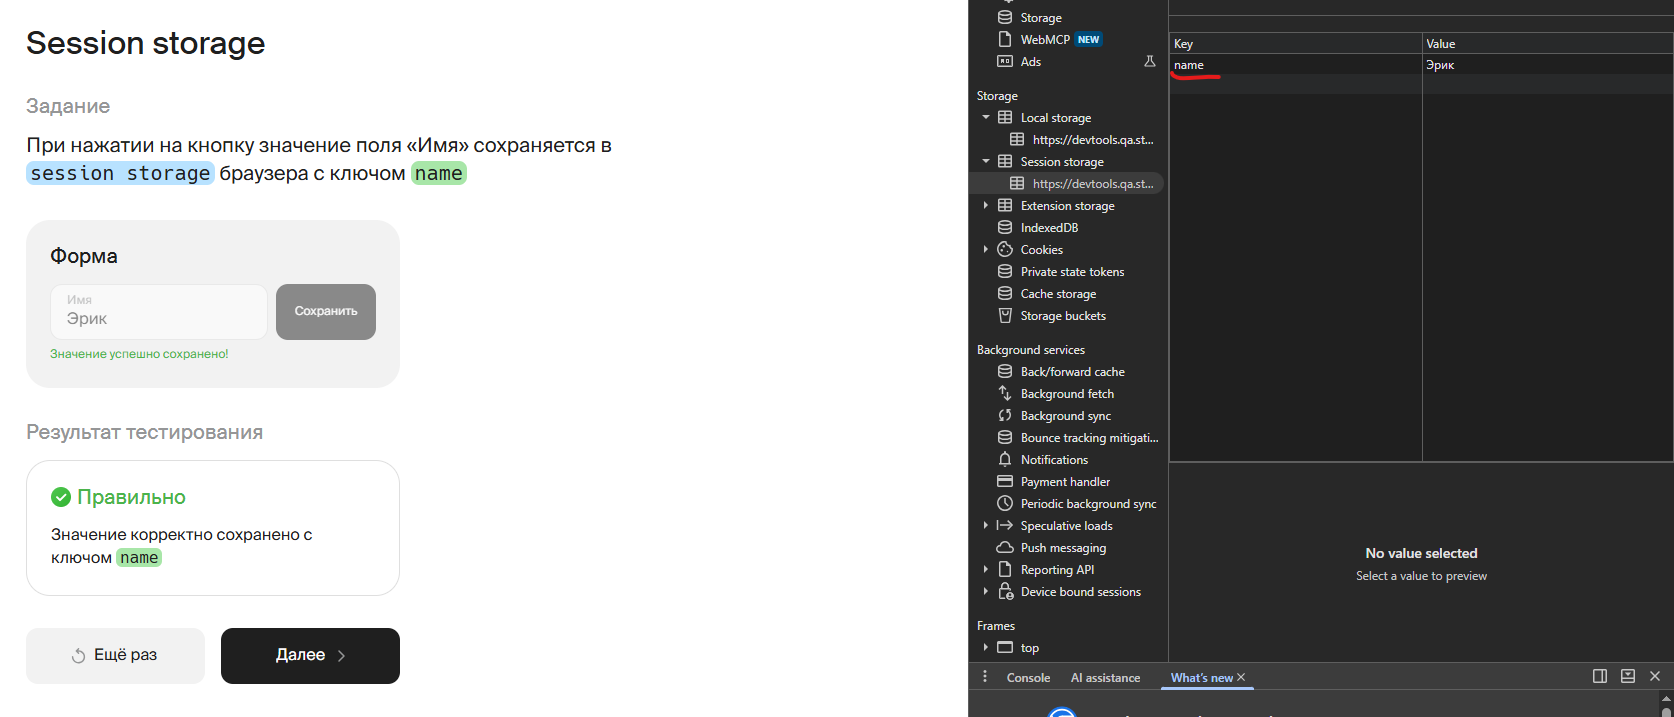 Session storage
Задание
При нажатии на кнопку значение поля «Имя» сохраняется в
session storage браузера с ключом name
Форма
Имя
Эрик
Сохранить
Значение успешно сохранено!
Результат тестирования
Правильно
Значение корректно сохранено с
ключом name
Ещё раз
Далее
Storage
WebMCP NEW
Ads
Storage
Local storage
https://devtools.qa.st...
Session storage
https://devtools.qa.st...
Extension storage
IndexedDB
Cookies
Private state tokens
Cache storage
Storage buckets
Background services
Back/forward cache
Background fetch
Background sync
Bounce tracking mitigati...
Notifications
Payment handler
Periodic background sync
Speculative loads
Push messaging
Reporting API
Device bound sessions
Frames
top
Key Value
name Эрик
No value selected
Select a value to preview
Console AI assistance What's new